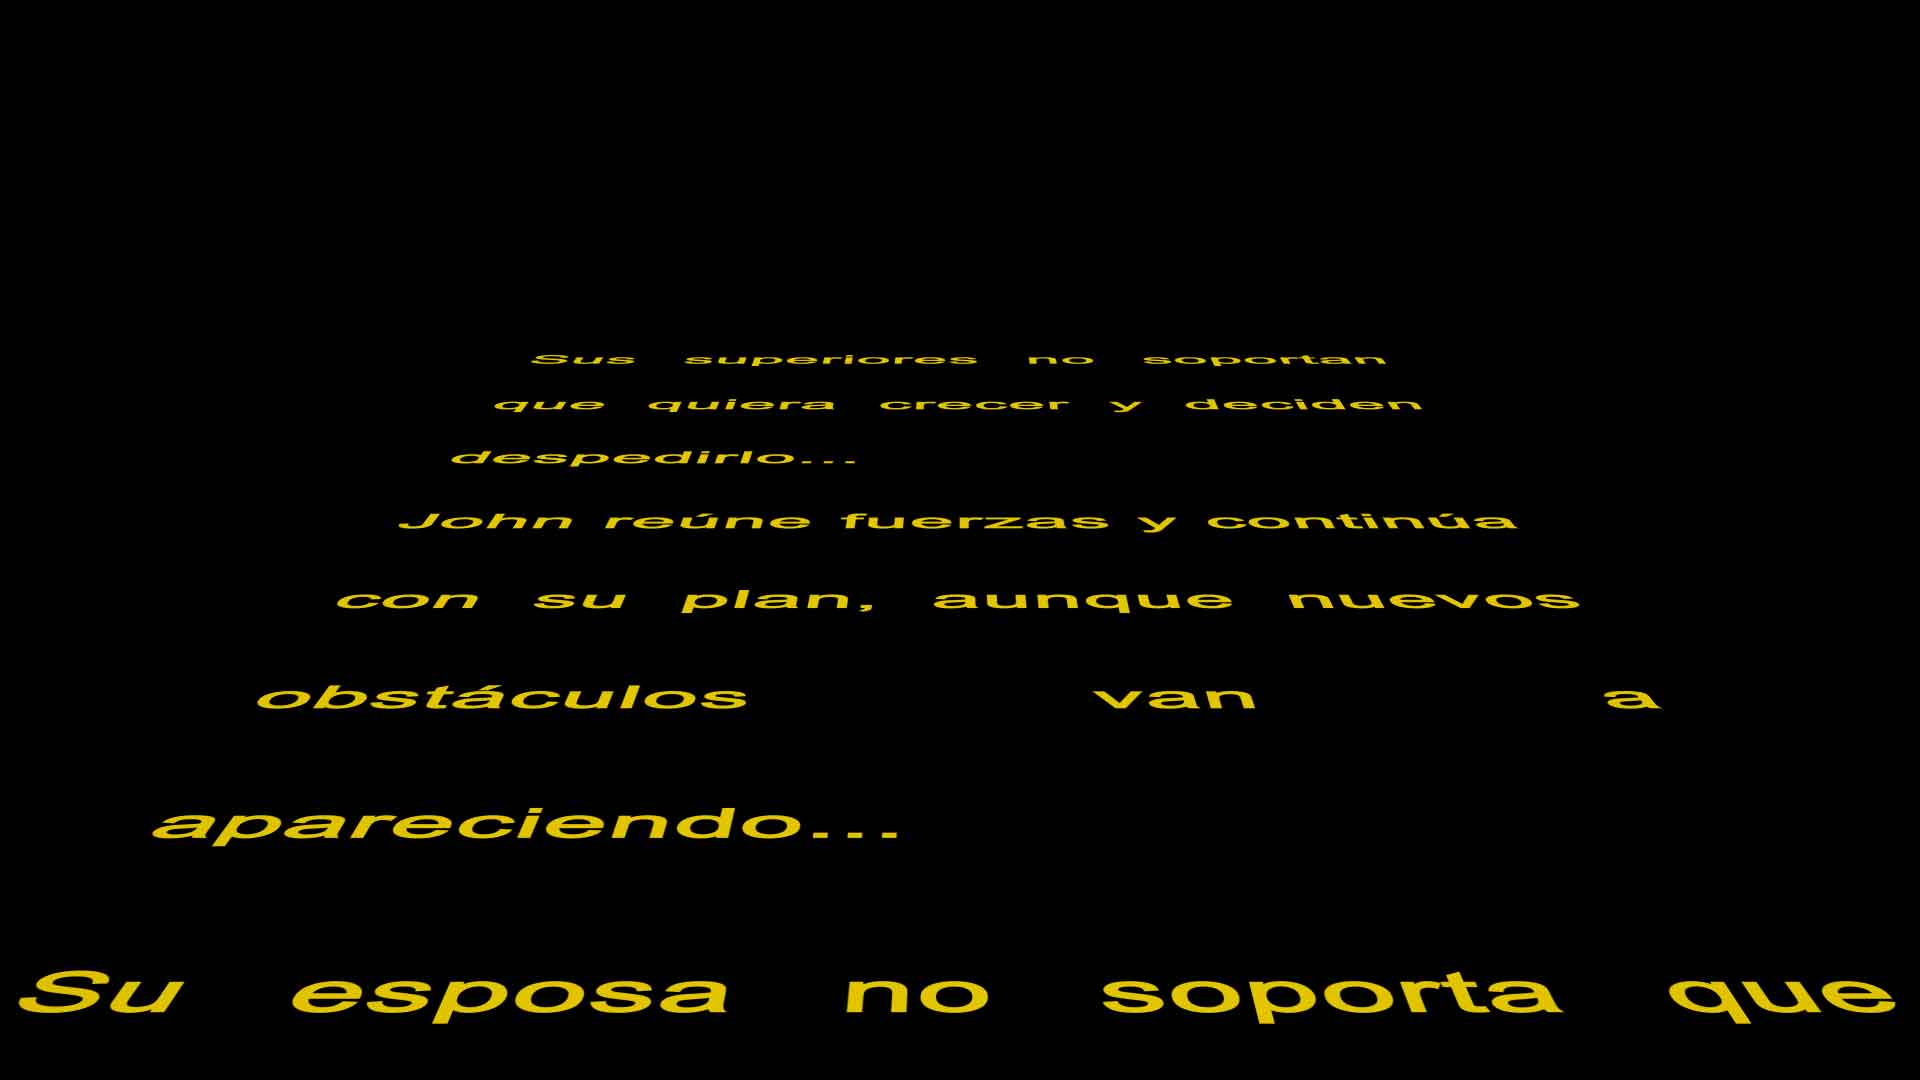 Sus superiores no soportan
que quiera crecer y deciden
despedirlo...
John reúne fuerzas y continúa
con su plan, aunque nuevos
obstáculos van a
apareciendo...
Su esposa no soporta que